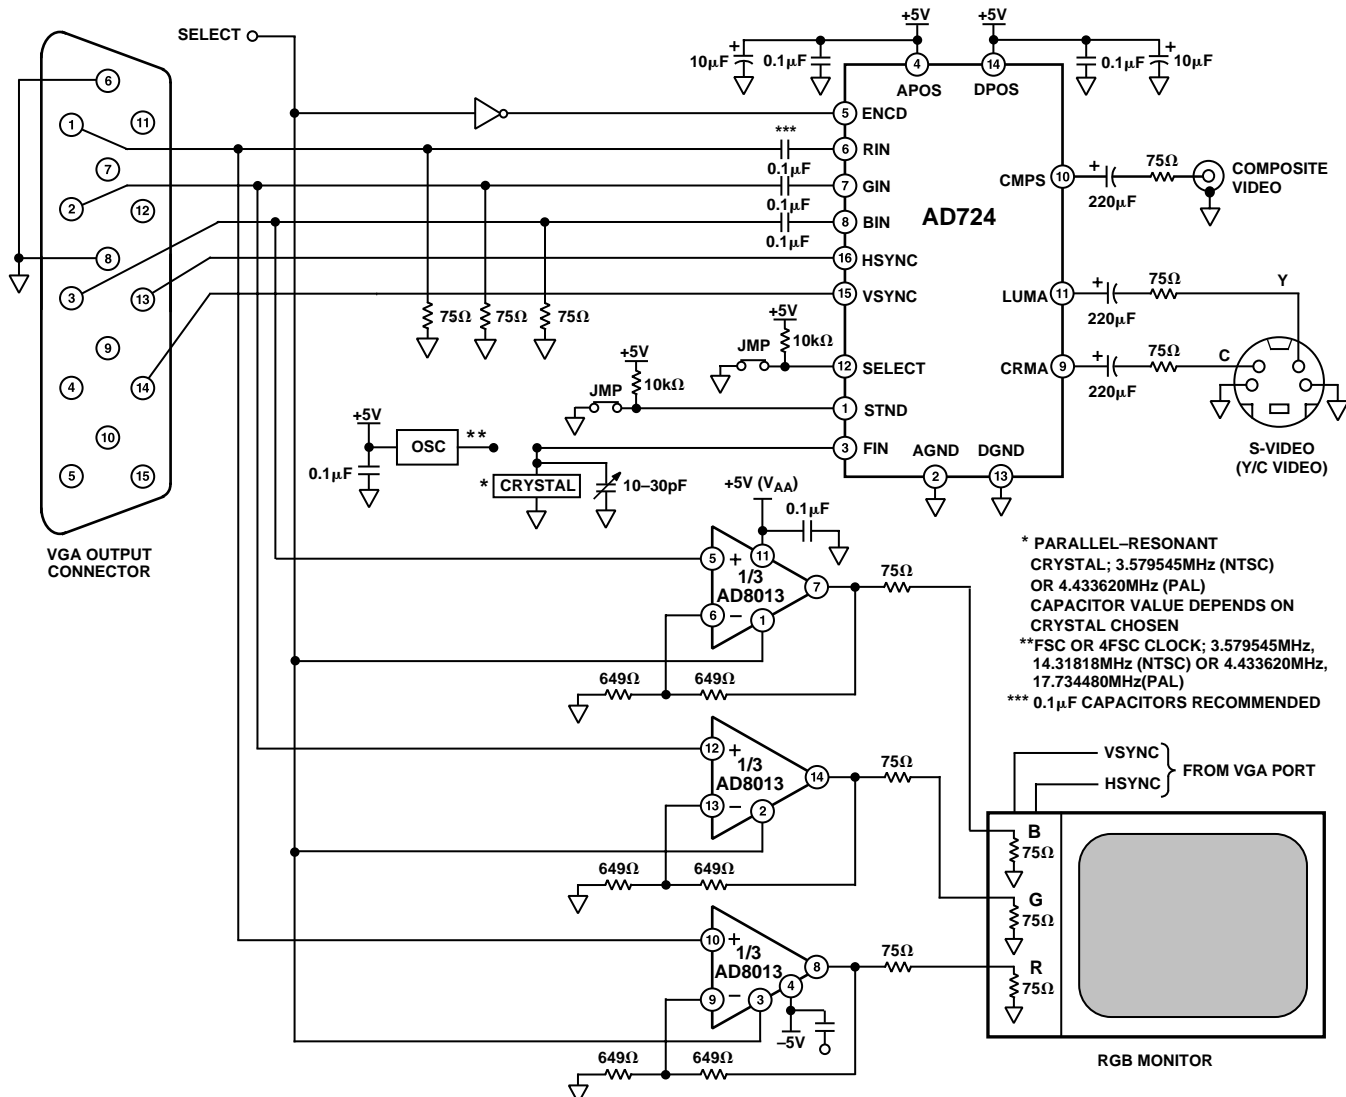 SELECT
+5V
+5V
10μF
0.1μF
0.1μF
10μF
4
14
APOS
DPOS
6
1
11
7
2
12
8
3
13
9
4
14
10
5
15
VGA OUTPUT
CONNECTOR
5 ENCD
***
6 RIN
0.1μF
7 GIN
0.1μF
8 BIN
0.1μF
16 HSYNC
15 VSYNC
AD724
CMPS 10
+
220μF
75Ω
COMPOSITE
VIDEO
LUMA 11
+
220μF
75Ω
Y
CRMA 9
+
220μF
75Ω
C
S-VIDEO
(Y/C VIDEO)
75Ω
75Ω
75Ω
+5V
10kΩ
JMP
12 SELECT
+5V
10kΩ
JMP
1 STND
3 FIN
AGND
DGND
2
13
+5V
OSC
**
0.1μF
* CRYSTAL
10–30pF
+5V (VAA)
0.1μF
5 +
11
1/3
AD8013
7
6 –
1
75Ω
649Ω
649Ω
12 +
1/3
AD8013
14
13 –
2
75Ω
649Ω
649Ω
10 +
1/3
AD8013
8
9 –
3
4
–5V
75Ω
649Ω
649Ω
* PARALLEL–RESONANT
CRYSTAL; 3.579545MHz (NTSC)
OR 4.433620MHz (PAL)
CAPACITOR VALUE DEPENDS ON
CRYSTAL CHOSEN
**FSC OR 4FSC CLOCK; 3.579545MHz,
14.31818MHz (NTSC) OR 4.433620MHz,
17.734480MHz(PAL)
*** 0.1μF CAPACITORS RECOMMENDED
VSYNC
HSYNC
FROM VGA PORT
B
75Ω
G
75Ω
R
75Ω
RGB MONITOR